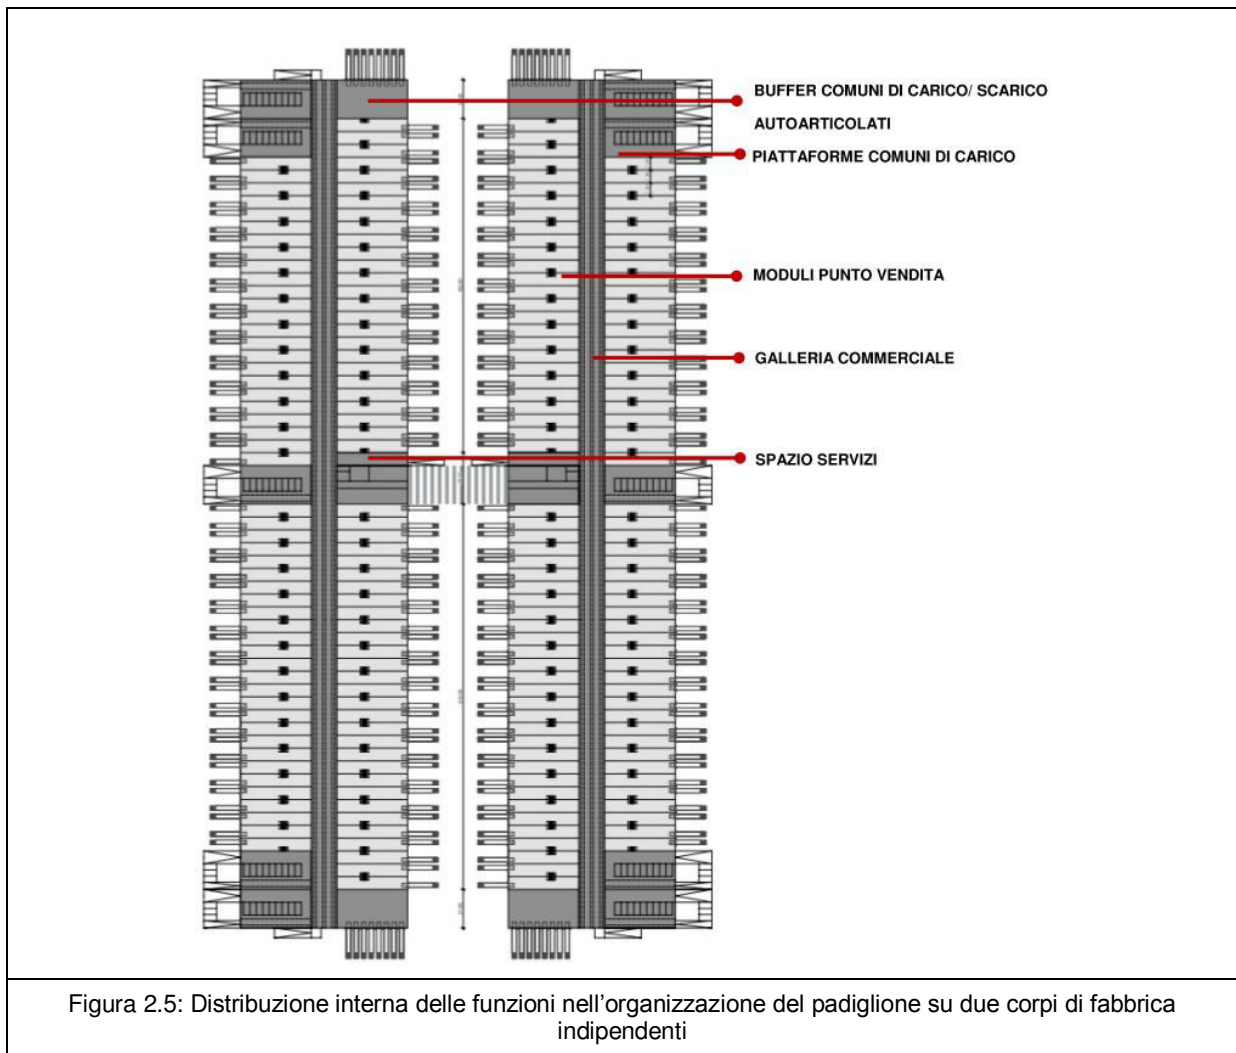 BUFFER COMUNI DI CARICO/ SCARICO
AUTOARTICOLATI
PIATTAFORME COMUNI DI CARICO
MODULI PUNTO VENDITA
GALLERIA COMMERCIALE
SPAZIO SERVIZI
Figura 2.5: Distribuzione interna delle funzioni nell'organizzazione del padiglione su due corpi di fabbrica
indipendenti